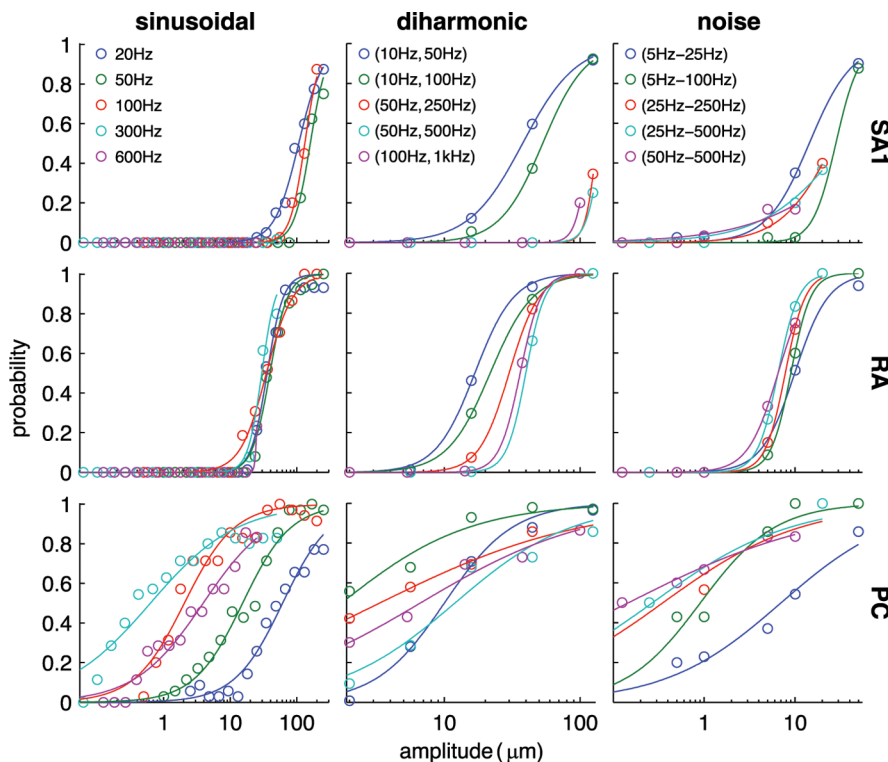 sinusoidal
diharmonic
noise
20Hz
50Hz
100Hz
300Hz
600Hz
(10Hz, 50Hz)
(10Hz, 100Hz)
(50Hz, 250Hz)
(50Hz, 500Hz)
(100Hz, 1kHz)
(5Hz−25Hz)
(5Hz−100Hz)
(25Hz−250Hz)
(25Hz−500Hz)
(50Hz−500Hz)
1
0.8
0.6
0.4
0.2
0
SA1
1
0.8
0.6
0.4
0.2
0
RA
probability
1
0.8
0.6
0.4
0.2
0
PC
1 10 100
10 100
1 10
amplitude (μm)